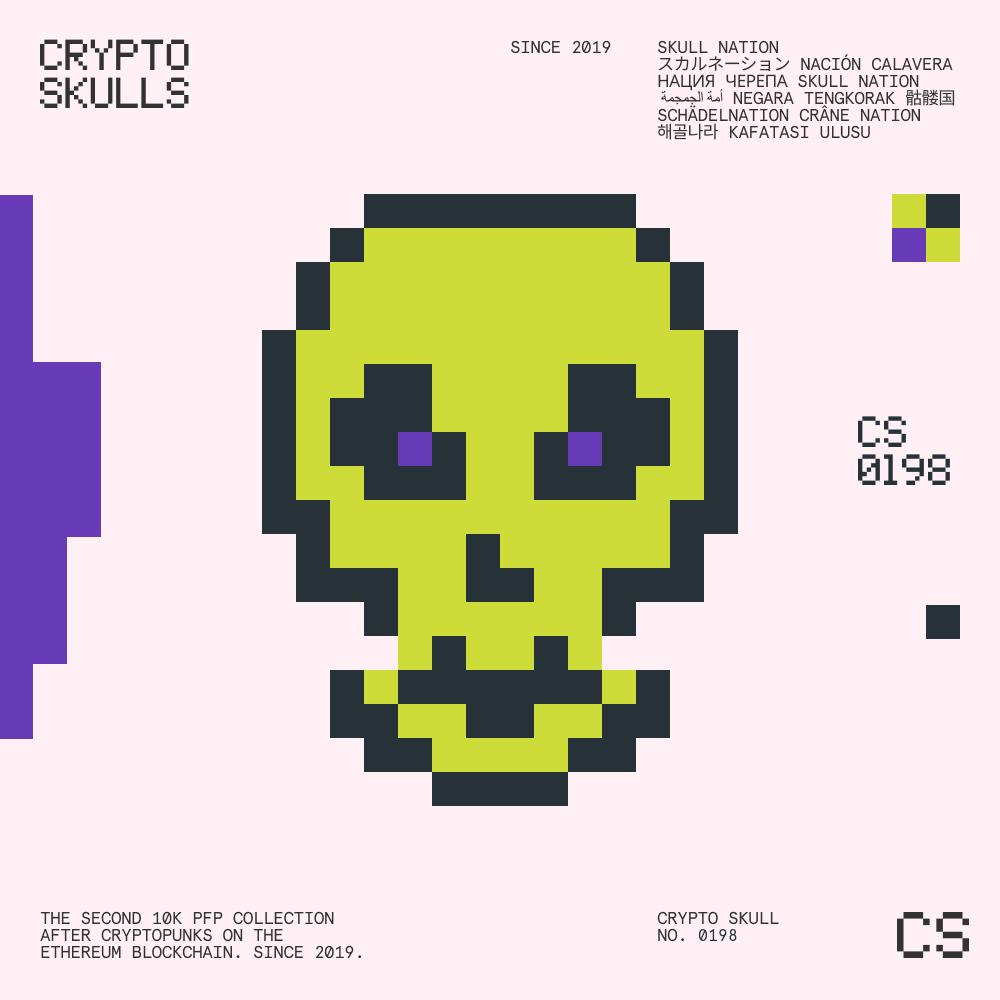 CRYPTO
SKULLS
SINCE 2019
SKULL NATION
スカルネーション NACIÓN CALAVERA
НАЦИЯ ЧЕРЕПА SKULL NATION
أمة الجمجمة NEGARA TENGKORAK 骷髅国
SCHÄDELNATION CRÂNE NATION
해골나라 KAFATASI ULUSU
CS
0198
THE SECOND 10K PFP COLLECTION
AFTER CRYPTOPUNKS ON THE
ETHEREUM BLOCKCHAIN. SINCE 2019.
CRYPTO SKULL
NO. 0198
CS